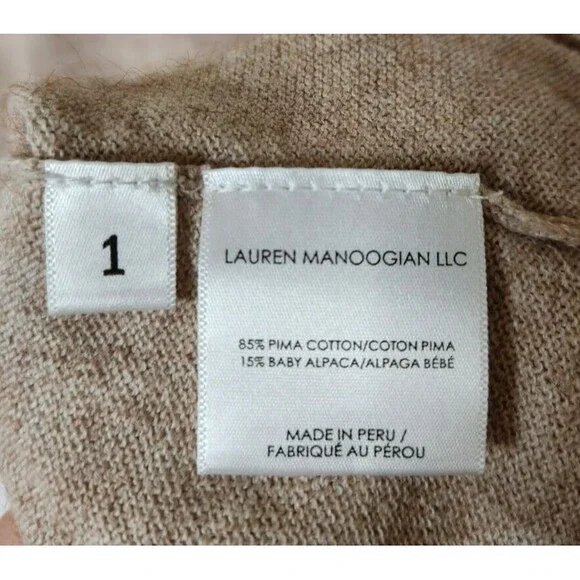 1
LAUREN MANOOGIAN LLC
85% PIMA COTTON/COTON PIMA
15% BABY ALPACA/ALPAGA BÉBÉ
MADE IN PERU /
FABRIQUÉ AU PÉROU